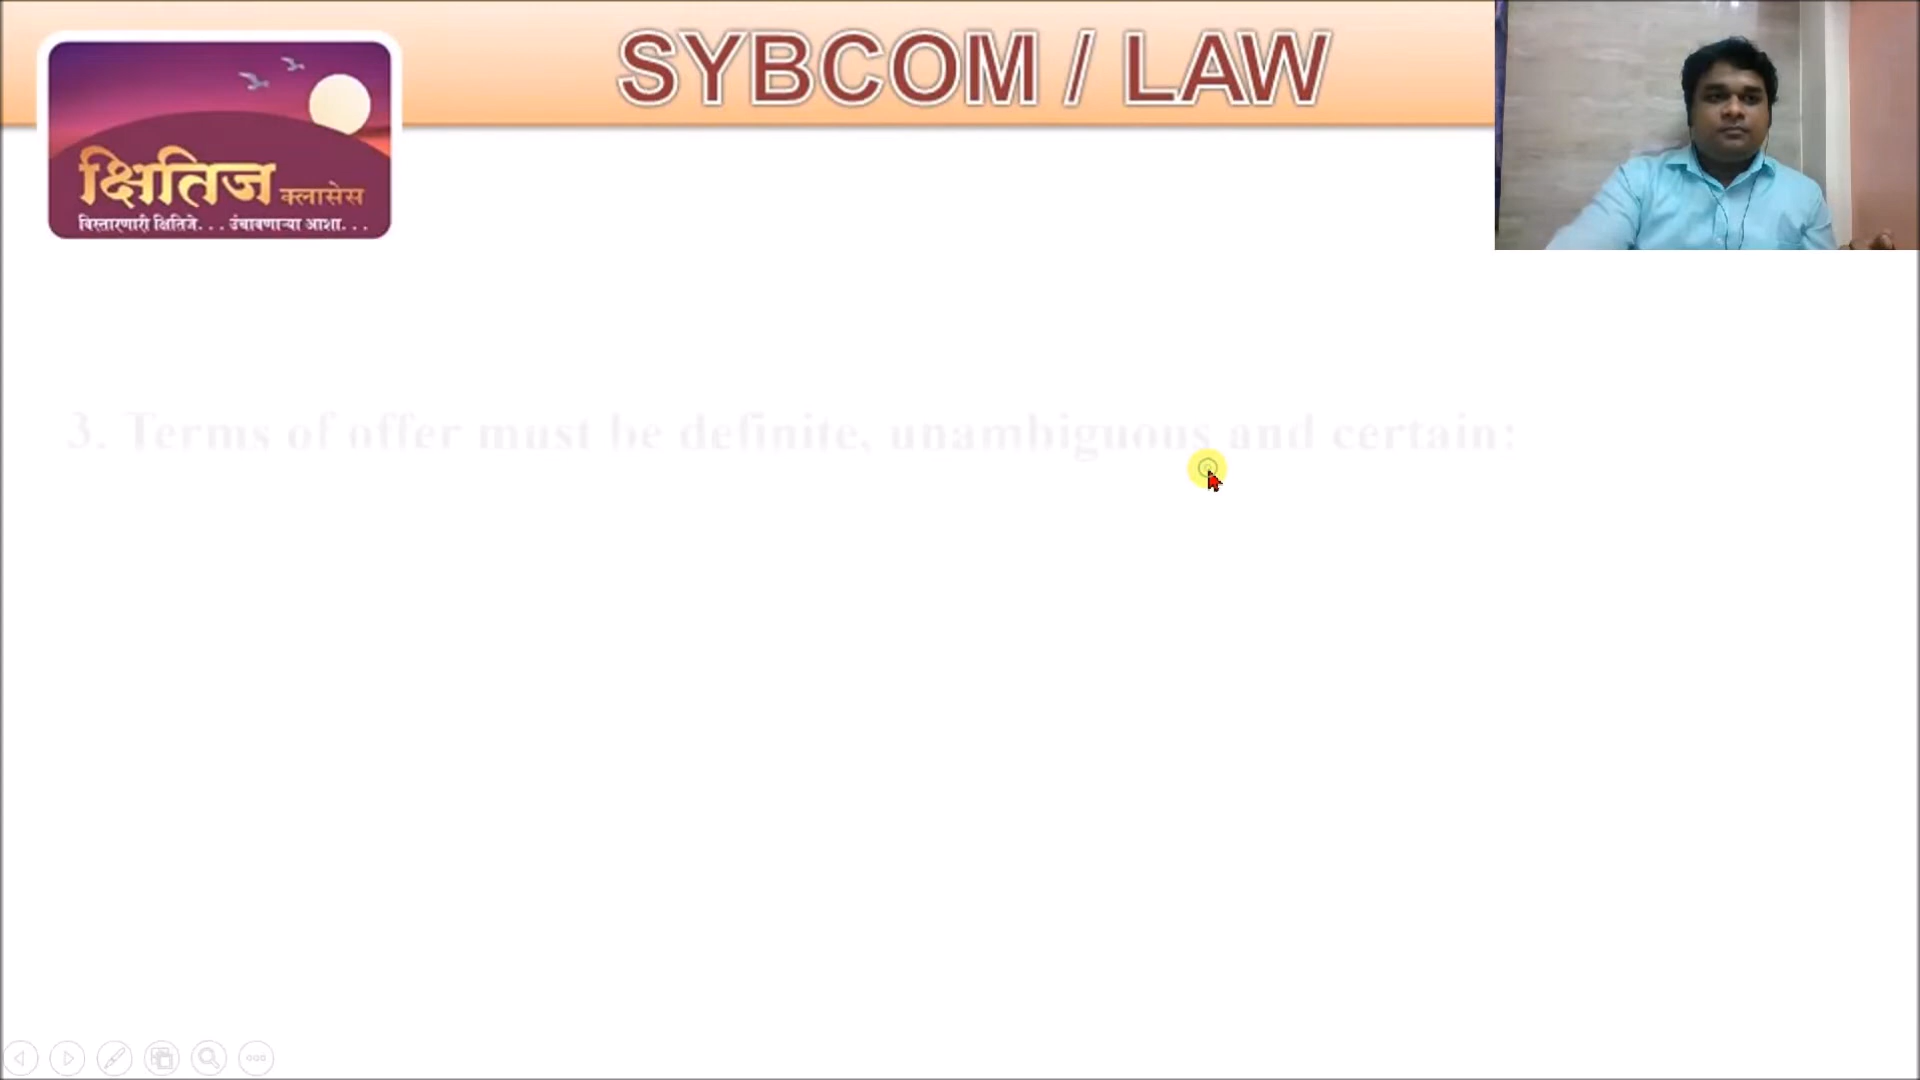 SYBCOM / LAW
क्षितिज क्लासेस
विस्तारणारी क्षितिजे... उंचावणाऱ्या आशा...
3. Terms of offer must be definite, unambiguous and certain: